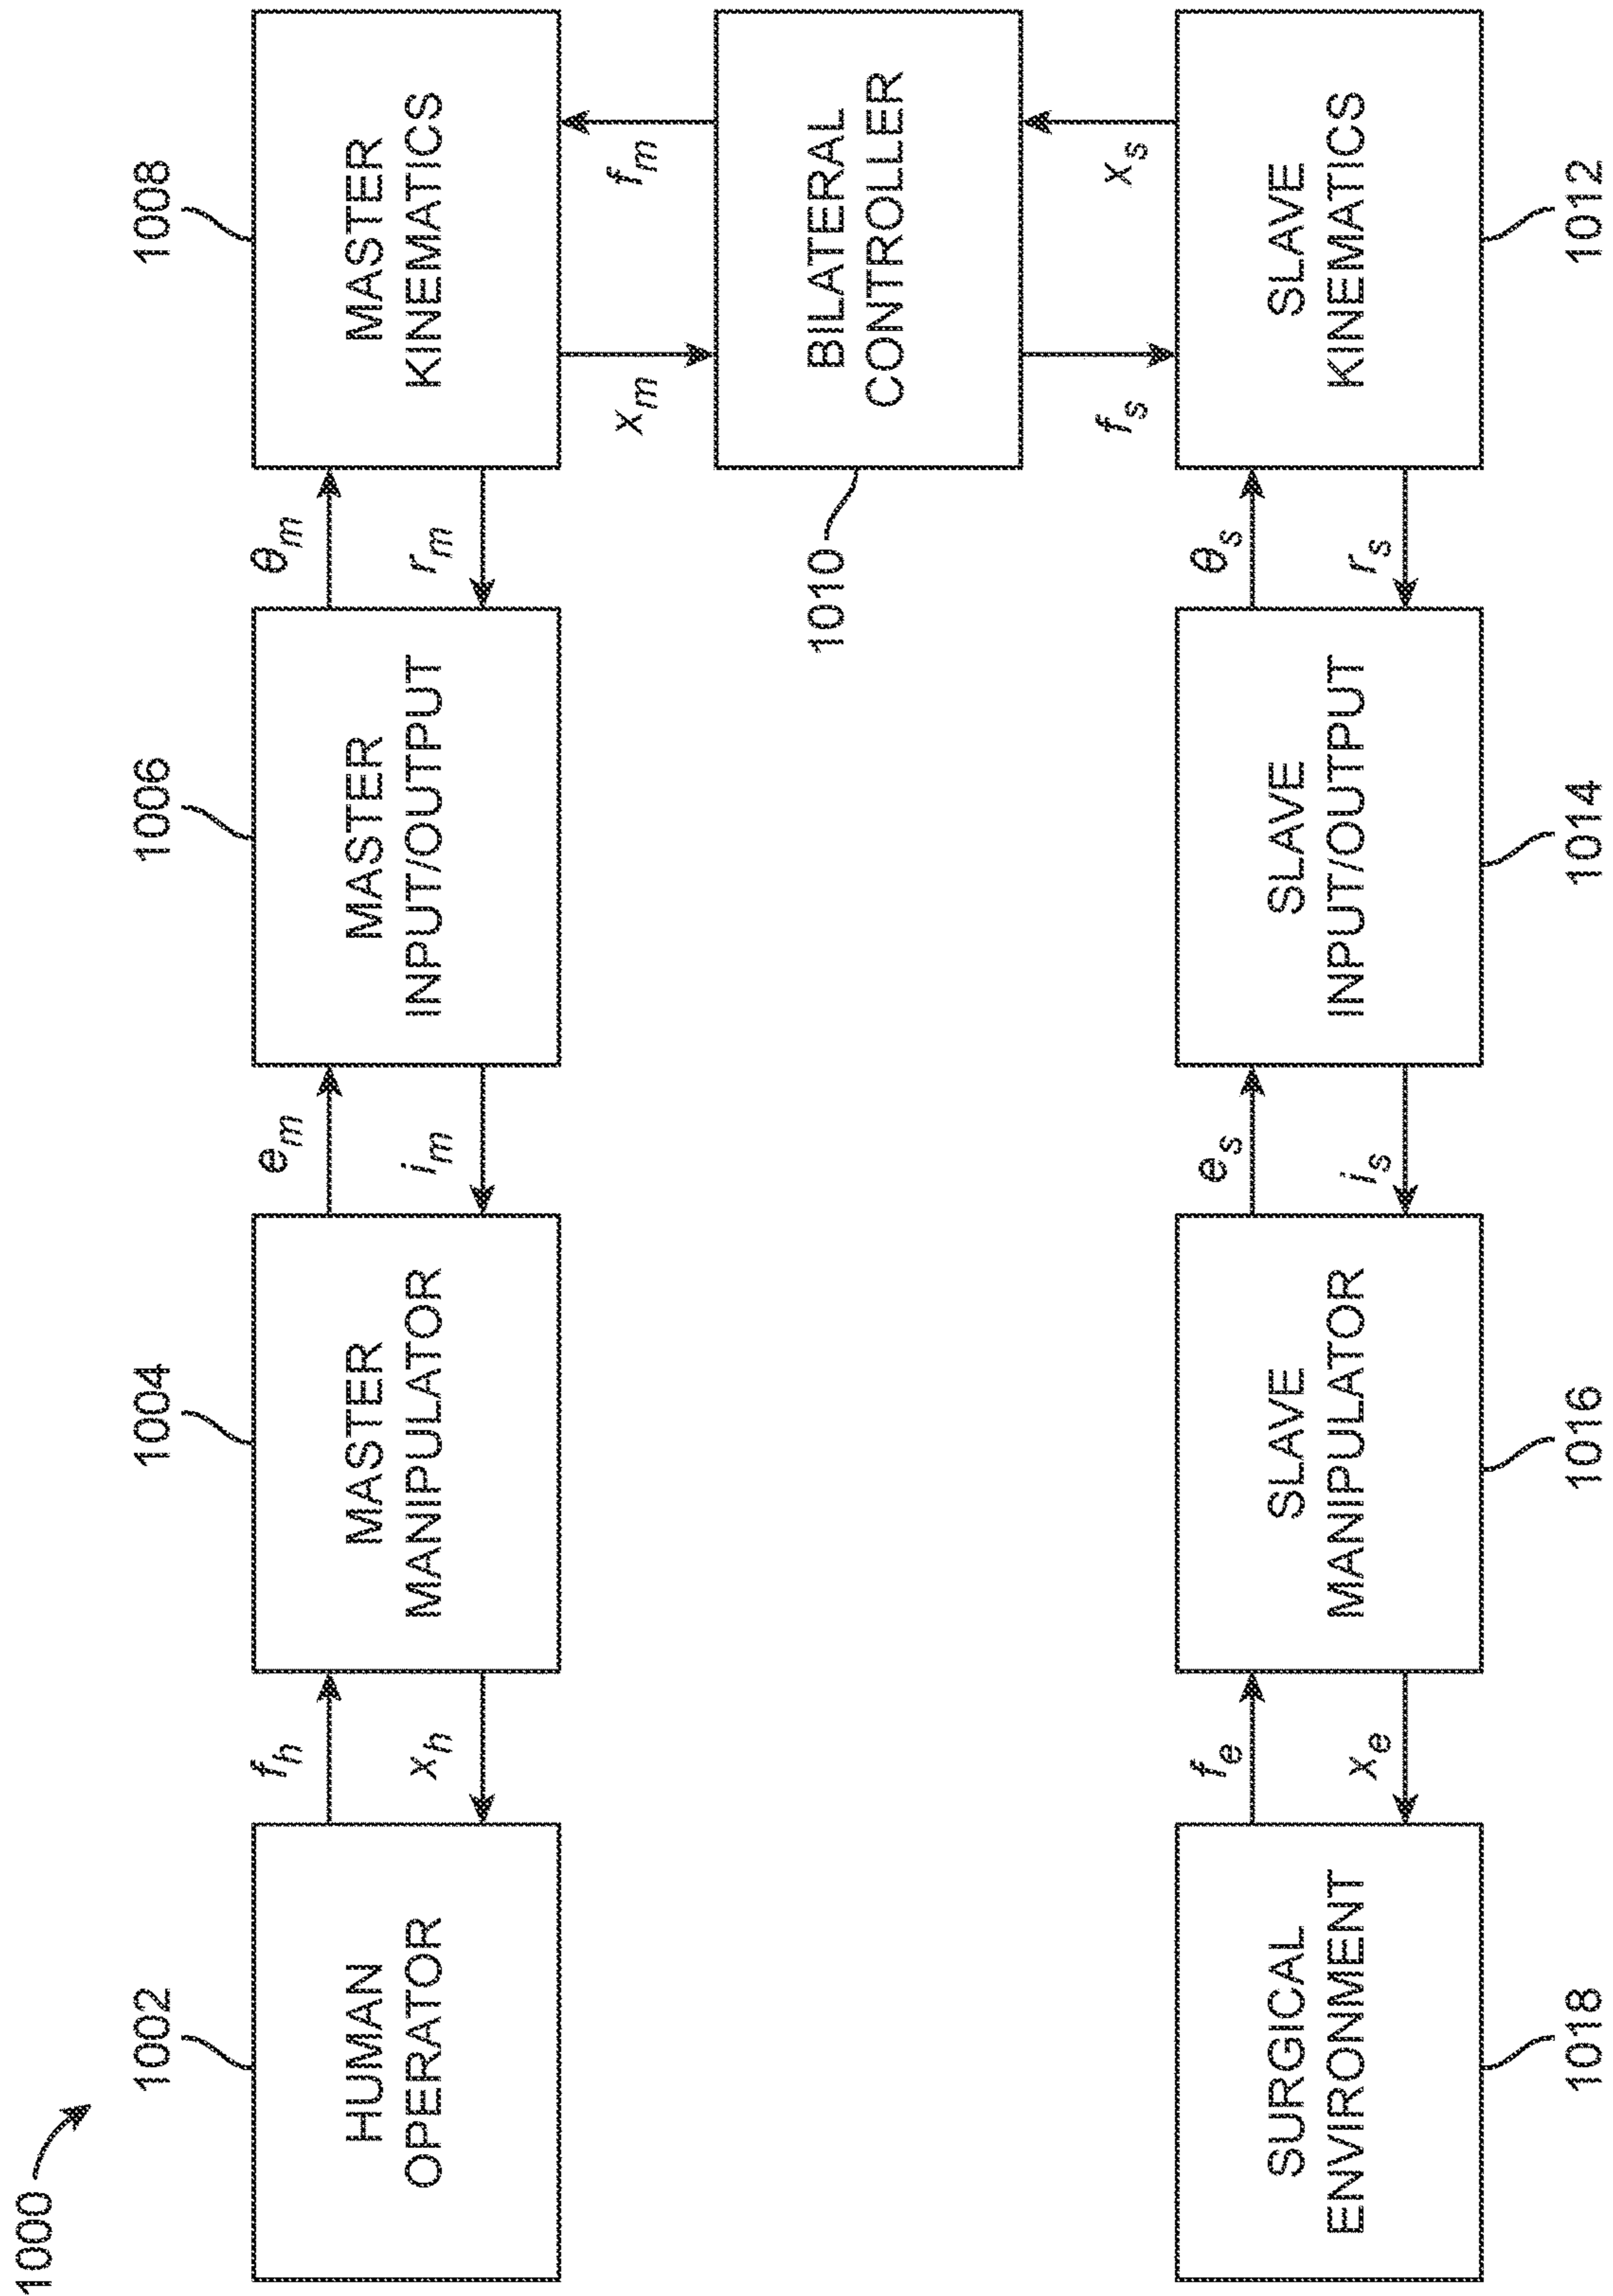 1000
1002
1004
1006
1008
HUMAN
OPERATOR
f_h
x_h
MASTER
MANIPULATOR
e_m
i_m
MASTER
INPUT/OUTPUT
θ_m
r_m
MASTER
KINEMATICS
x_m
f_m
1010
BILATERAL
CONTROLLER
f_s
x_s
SURGICAL
ENVIRONMENT
f_e
x_e
SLAVE
MANIPULATOR
e_s
i_s
SLAVE
INPUT/OUTPUT
θ_s
r_s
SLAVE
KINEMATICS
1018
1016
1014
1012